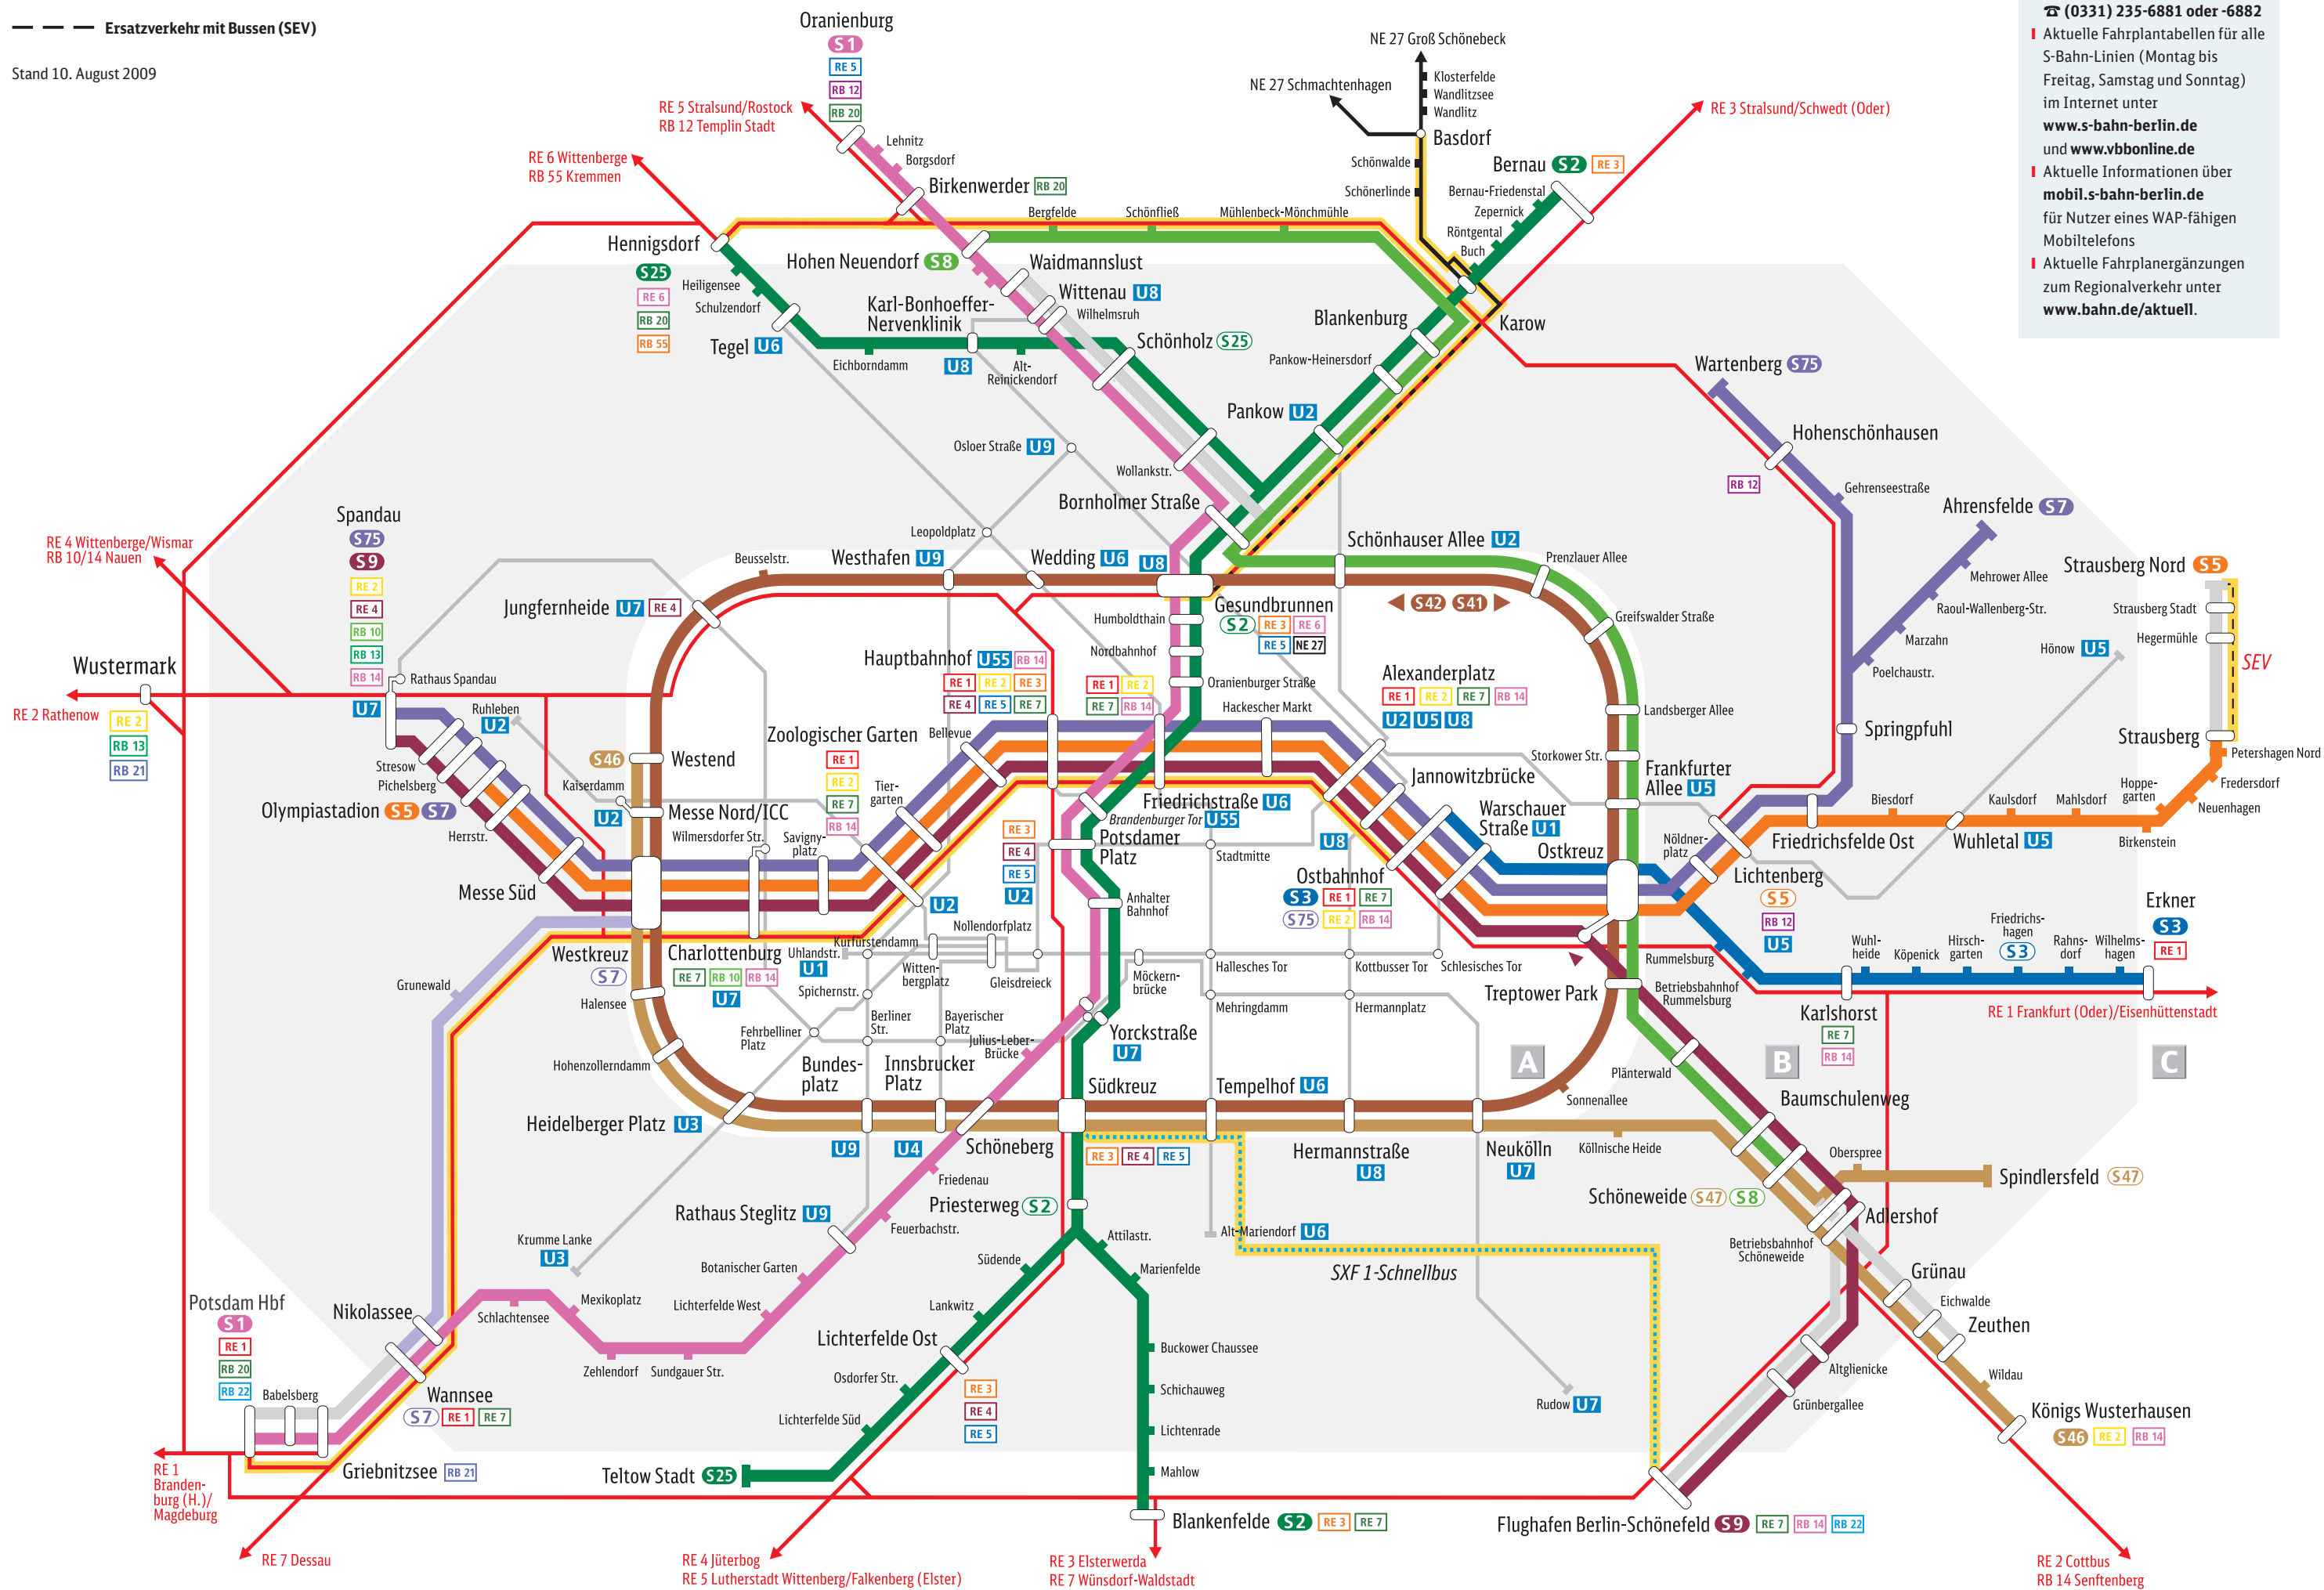 Ersatzverkehr mit Bussen (SEV)
Stand 10. August 2009
☎ (0331) 235-6881 oder -6882
Aktuelle Fahrplantabellen für alle
S-Bahn-Linien (Montag bis
Freitag, Samstag und Sonntag)
im Internet unter
www.s-bahn-berlin.de
und www.vbbonline.de
Aktuelle Informationen über
mobil.s-bahn-berlin.de
für Nutzer eines WAP-fähigen
Mobiltelefons
Aktuelle Fahrplanergänzungen
zum Regionalverkehr unter
www.bahn.de/aktuell.
Oranienburg
S1
RE 5
RB 12
RB 20
RE 5 Stralsund/Rostock
RB 12 Templin Stadt
Lehnitz
Borgsdorf
RE 6 Wittenberge
RB 55 Kremmen
Birkenwerder RB 20
NE 27 Groß Schönebeck
NE 27 Schmachtenhagen
Klosterfelde
Wandlitzsee
Wandlitz
Basdorf
Schönwalde
Schönerlinde
RE 3 Stralsund/Schwedt (Oder)
Bernau S2 RE 3
Bernau-Friedenstal
Zepernick
Röntgental
Buch
Bergfelde
Schönfließ
Mühlenbeck-Mönchmühle
Hennigsdorf
S25
RE 6
RB 20
RB 55
Heiligensee
Schulzendorf
Tegel U6
Hohen Neuendorf S8
Waidmannslust
Wittenau U8
Wilhelmsruh
Karl-Bonhoeffer-
Nervenklinik
U8
Eichborndamm
Alt-
Reinickendorf
Schönholz S25
Blankenburg
Karow
Pankow-Heinersdorf
Pankow U2
Wollankstr.
Bornholmer Straße
Osloer Straße U9
Leopoldplatz
Wartenberg S75
Hohenschönhausen
RB 12
Gehrenseestraße
Ahrensfelde S7
Mehrower Allee
Raoul-Wallenberg-Str.
Marzahn
Poelchaustr.
Springpfuhl
Hönow U5
Strausberg Nord S5
Strausberg Stadt
Hegermühle
SEV
Strausberg
Petershagen Nord
Fredersdorf
Neuenhagen
Hoppe-
garten
Birkenstein
Mahlsdorf
Kaulsdorf
Wuhletal U5
Biesdorf
Friedrichsfelde Ost
Spandau
S75
S9
RE 2
RE 4
RB 10
RB 13
RB 14
U7
Rathaus Spandau
RE 4 Wittenberge/Wismar
RB 10/14 Nauen
Wustermark
RE 2 Rathenow
RE 2
RB 13
RB 21
Ruhleben
U2
Stresow
Pichelsberg
Olympiastadion S5 S7
Herrstr.
Messe Süd
Beusselstr.
Jungfernheide U7 RE 4
Westhafen U9
Wedding U6
U8
Gesundbrunnen
S2 RE 3 RE 6
RE 5 NE 27
Humboldthain
Nordbahnhof
Oranienburger Straße
Schönhauser Allee U2
Prenzlauer Allee
S42 S41
Greifswalder Straße
Landsberger Allee
Storkower Str.
Frankfurter
Allee U5
S46
Westend
Kaiserdamm
U2
Messe Nord/ICC
Wilmersdorfer Str.
Savigny-
platz
Zoologischer Garten
RE 1
RE 2
RE 7
RB 14
Tier-
garten
Bellevue
Hauptbahnhof U55 RB 14
RE 1 RE 2 RE 3
RE 4 RE 5 RE 7
RE 1 RE 2
RE 7 RB 14
Hackescher Markt
Alexanderplatz
RE 1 RE 2 RE 7 RB 14
U2 U5 U8
Friedrichstraße U6
Brandenburger Tor U55
Potsdamer
Platz
RE 3
RE 4
RE 5
U2
Stadtmitte
Jannowitzbrücke
U8
Ostbahnhof
S3 RE 1 RE 7
S75 RE 2 RB 14
Warschauer
Straße U1
Ostkreuz
Nöldner-
platz
Lichtenberg
S5
RB 12
U5
Westkreuz
S7
Halensee
Charlottenburg
RE 7 RB 10 RB 14
U7
U2
Uhlandstr.
U1
Kurfürstendamm
Witten-
bergplatz
Nollendorfplatz
Gleisdreieck
Anhalter
Bahnhof
Möckern-
brücke
Hallesches Tor
Kottbusser Tor
Schlesisches Tor
Spichernstr.
Fehrbelliner
Platz
Berliner
Str.
Bayerischer
Platz
Julius-Leber-
Brücke
Yorckstraße
U7
Mehringdamm
Hermannplatz
Treptower Park
Rummelsburg
Betriebsbahnhof
Rummelsburg
Wuhl-
heide
Köpenick
Hirsch-
garten
Friedrichs-
hagen
S3
Rahns-
dorf
Wilhelms-
hagen
Erkner
S3
RE 1
Karlshorst
RE 7
RB 14
RE 1 Frankfurt (Oder)/Eisenhüttenstadt
A
B
C
Grunewald
Hohenzollerndamm
Heidelberger Platz U3
Bundes-
platz
U9
Innsbrucker
Platz
U4
Schöneberg
Südkreuz
RE 3 RE 4 RE 5
Tempelhof U6
Hermannstraße
U8
Neukölln
U7
Sonnenallee
Köllnische Heide
Plänterwald
Baumschulenweg
Schöneweide S47 S8
Oberspree
Spindlersfeld S47
Betriebsbahnhof
Schöneweide
Adlershof
Friedenau
Feuerbachstr.
Rathaus Steglitz U9
Botanischer Garten
Lichterfelde West
Krumme Lanke
U3
Priesterweg S2
Attilastr.
Marienfelde
Alt-Mariendorf U6
SXF 1-Schnellbus
Südende
Lankwitz
Lichterfelde Ost
RE 3
RE 4
RE 5
Osdorfer Str.
Lichterfelde Süd
Teltow Stadt S25
Buckower Chaussee
Schichauweg
Lichtenrade
Mahlow
Blankenfelde S2 RE 3 RE 7
Rudow U7
Grünau
Eichwalde
Zeuthen
Wildau
Königs Wusterhausen
S46 RE 2 RB 14
Altglienicke
Grünbergallee
Flughafen Berlin-Schönefeld S9 RE 7 RB 14 RB 22
Potsdam Hbf
S1
RE 1
RB 20
RB 22
Babelsberg
Nikolassee
Wannsee
S7 RE 1 RE 7
Griebnitzsee RB 21
Schlachtensee
Mexikoplatz
Zehlendorf
Sundgauer Str.
RE 1
Branden-
burg (H.)/
Magdeburg
RE 7 Dessau
RE 4 Jüterbog
RE 5 Lutherstadt Wittenberg/Falkenberg (Elster)
RE 3 Elsterwerda
RE 7 Wünsdorf-Waldstadt
RE 2 Cottbus
RB 14 Senftenberg